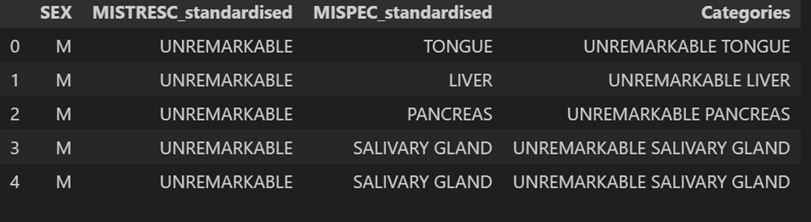 SEX MISTRESC_standardised MISPEC_standardised Categories
0 M UNREMARKABLE TONGUE UNREMARKABLE TONGUE
1 M UNREMARKABLE LIVER UNREMARKABLE LIVER
2 M UNREMARKABLE PANCREAS UNREMARKABLE PANCREAS
3 M UNREMARKABLE SALIVARY GLAND UNREMARKABLE SALIVARY GLAND
4 M UNREMARKABLE SALIVARY GLAND UNREMARKABLE SALIVARY GLAND